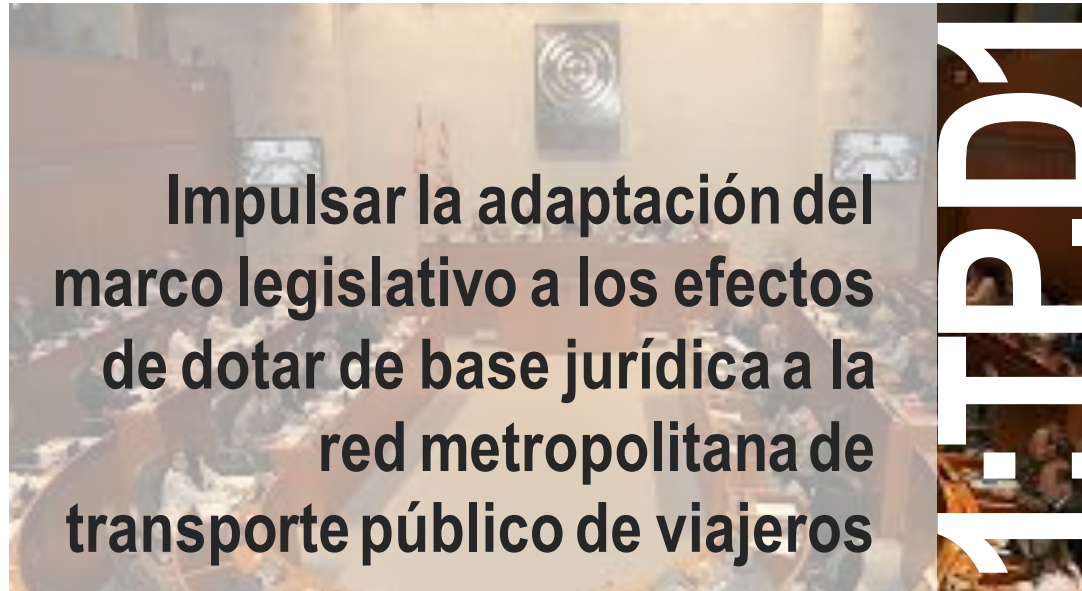 Impulsar la adaptación del
marco legislativo a los efectos
de dotar de base jurídica a la
red metropolitana de
transporte público de viajeros
1:TP.D1